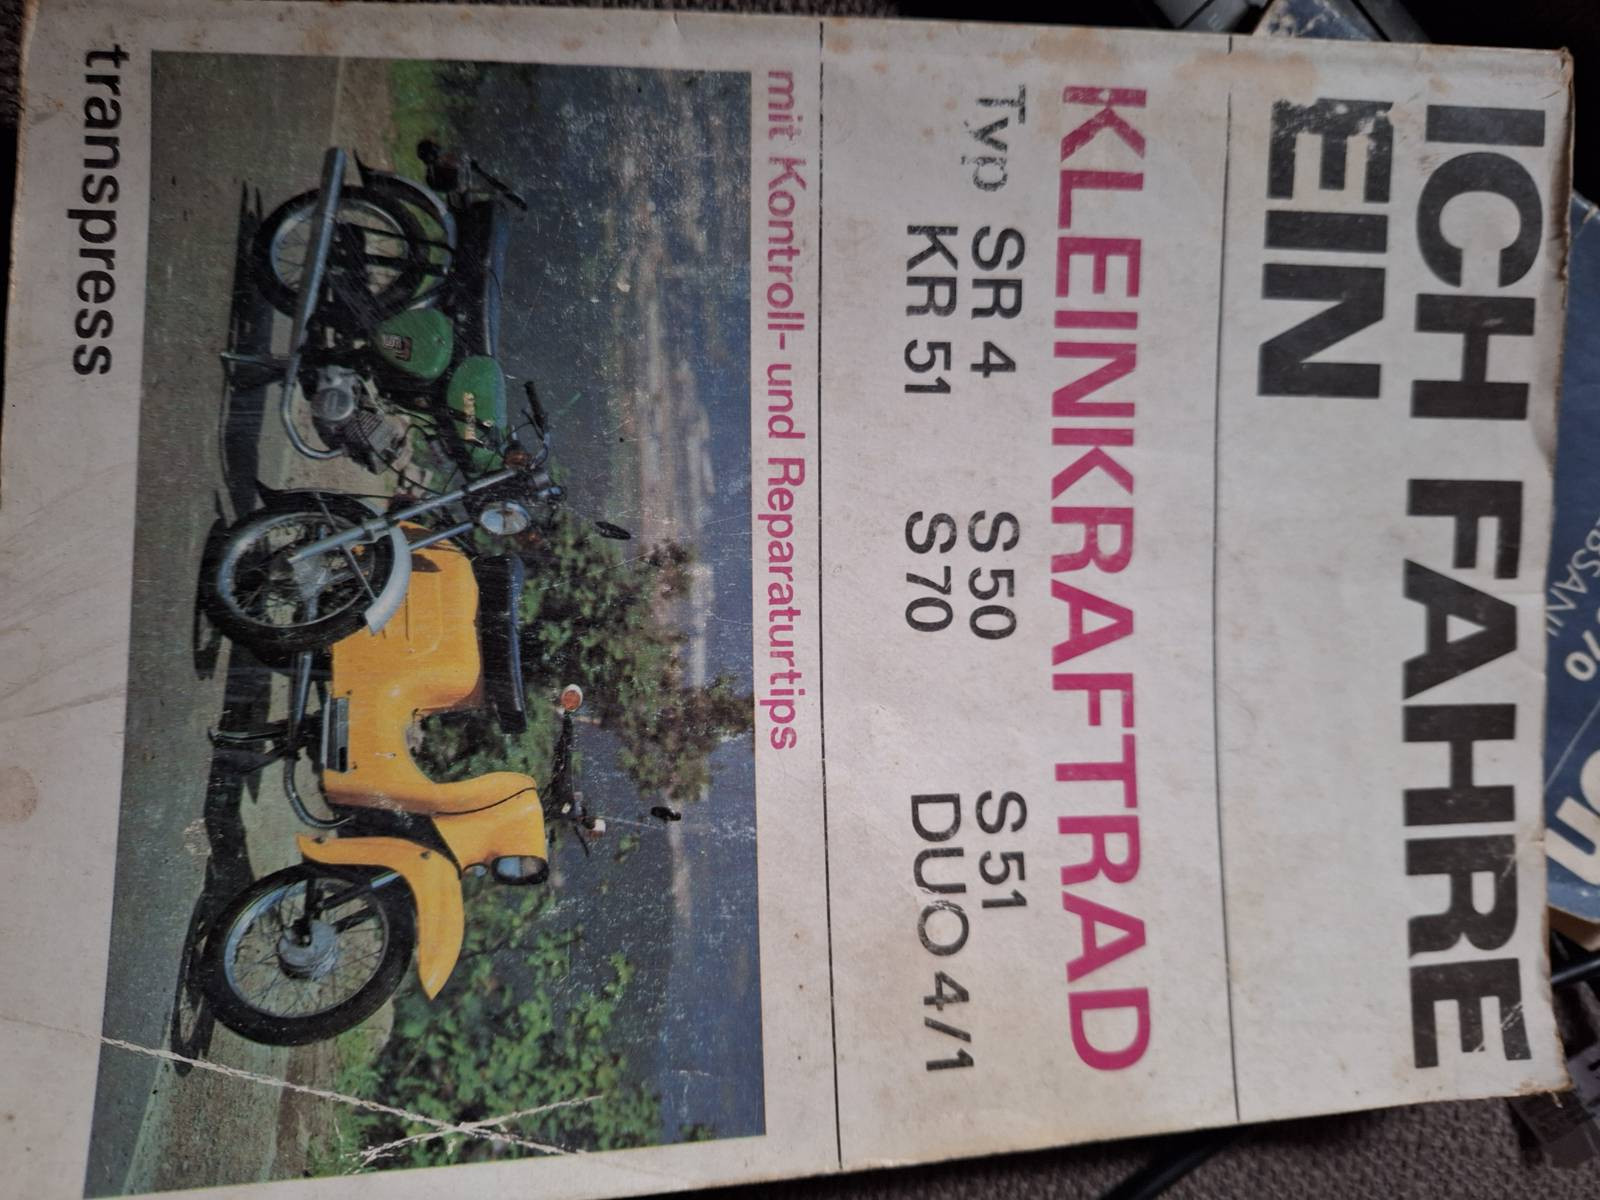 ICH FAHRE
EIN
KLEINKRAFTRAD
Typ SR 4 S 50 S 51
KR 51 S 70 DUO 4/1
mit Kontroll- und Reparaturtips
transpress